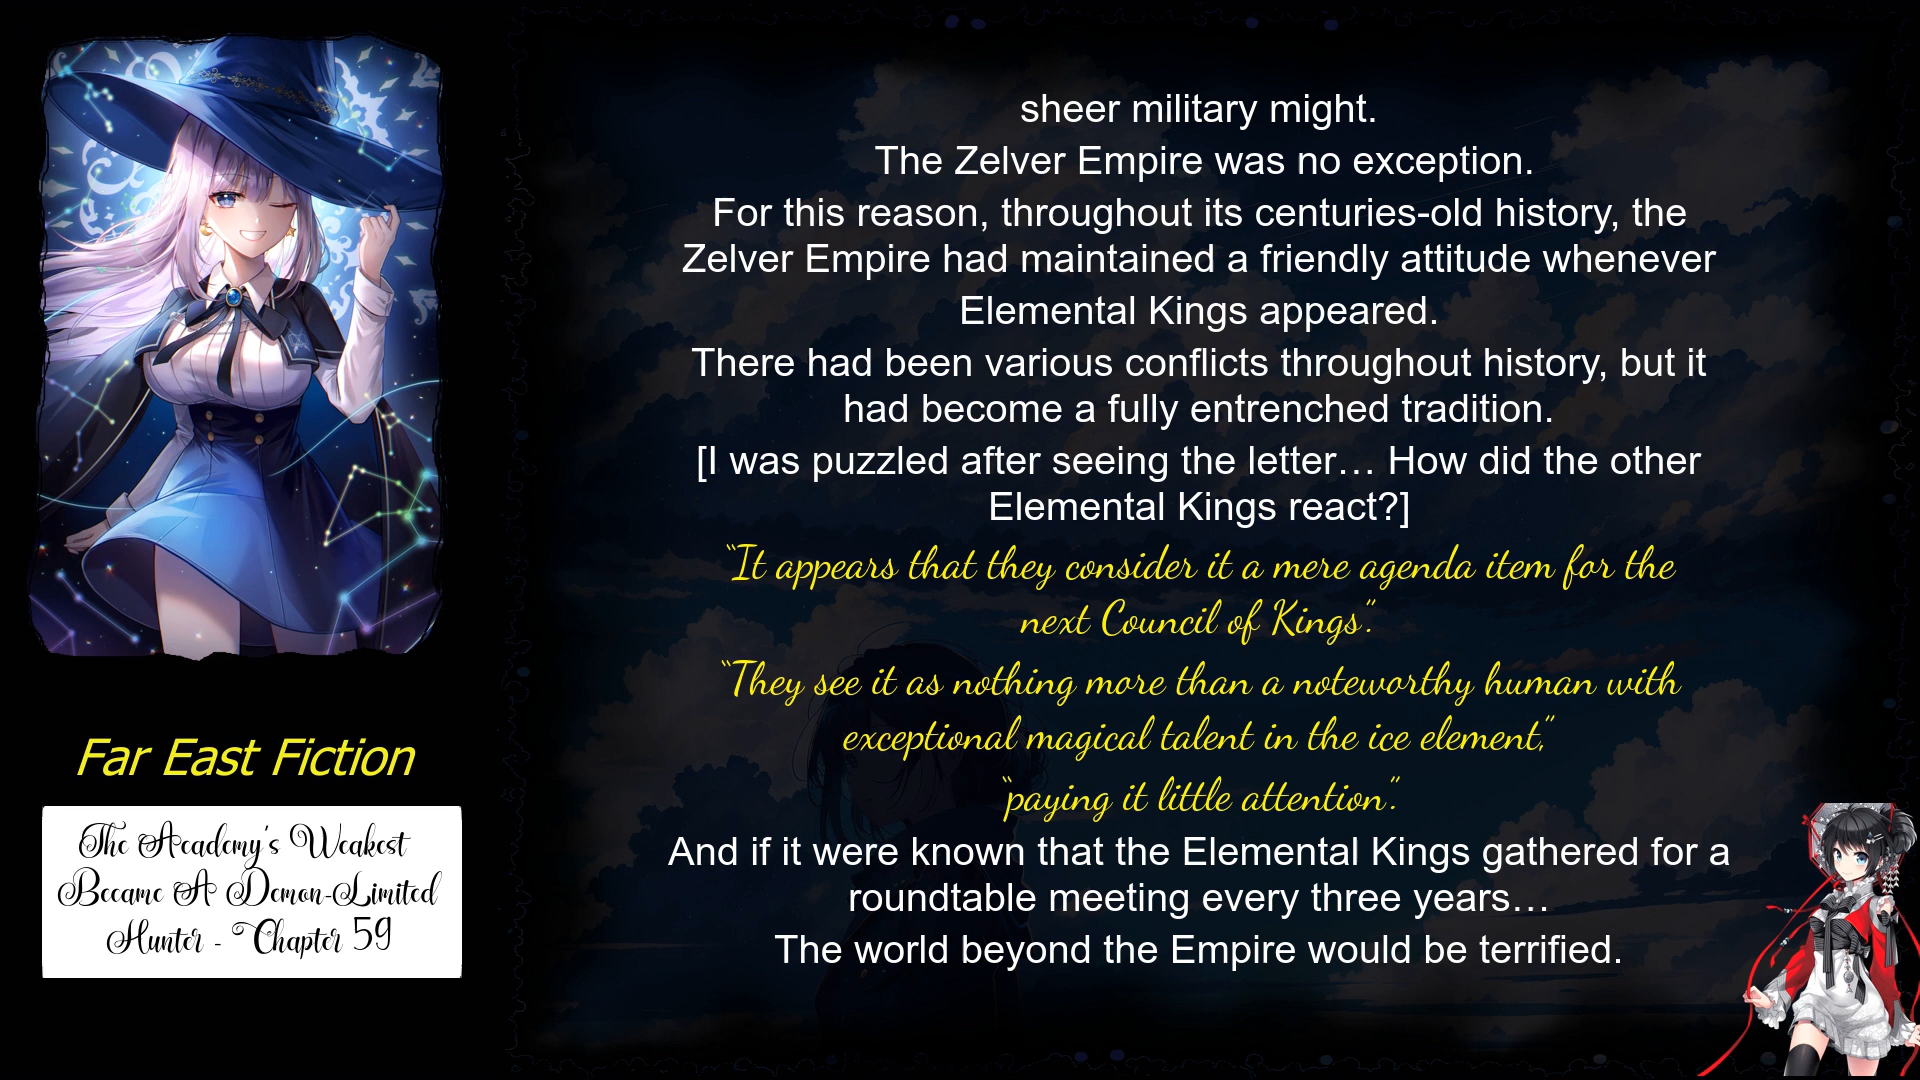 sheer military might.
The Zelver Empire was no exception.
For this reason, throughout its centuries-old history, the
Zelver Empire had maintained a friendly attitude whenever
Elemental Kings appeared.
There had been various conflicts throughout history, but it
had become a fully entrenched tradition.
[I was puzzled after seeing the letter… How did the other
Elemental Kings react?]
“It appears that they consider it a mere agenda item for the
next Council of Kings”.
“They see it as nothing more than a noteworthy human with
exceptional magical talent in the ice element,”
“paying it little attention”.
And if it were known that the Elemental Kings gathered for a
roundtable meeting every three years…
The world beyond the Empire would be terrified.
Far East Fiction
The Academy's Weakest
Became A Demon-Limited
Hunter - Chapter 59